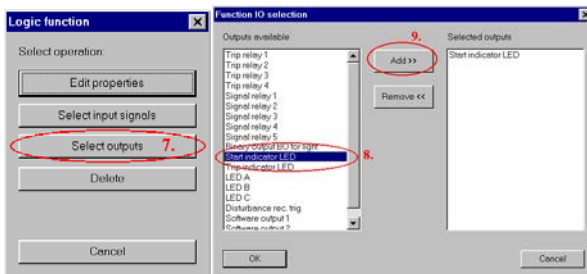 Logic function
Select operation:
Edit properties
Select input signals
Select outputs 7.
Delete
Cancel
Function IO selection
Outputs available
Trip relay 1
Trip relay 2
Trip relay 3
Trip relay 4
Signal relay 1
Signal relay 2
Signal relay 3
Signal relay 4
Signal relay 5
Binary output BO for light
Start indicator LED
Trip indicator LED
LED A
LED B
LED C
Disturbance rec. trig
Software output 1
Software output 2
8.
9.
Add >>
Remove <<
Selected outputs
Start indicator LED
OK
Cancel